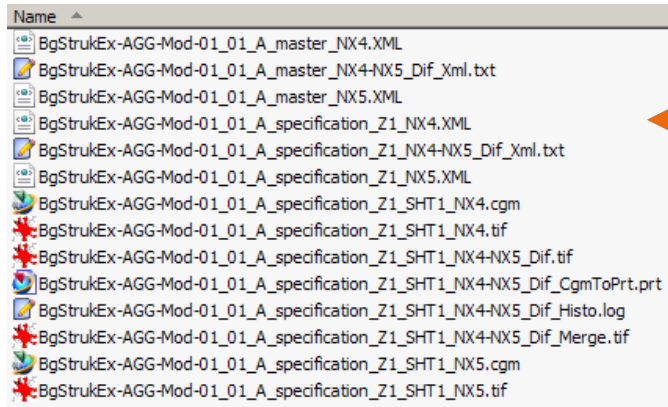 Name
BgStrukEx-AGG-Mod-01_01_A_master_NX4.XML
BgStrukEx-AGG-Mod-01_01_A_master_NX4-NX5_Dif_Xml.txt
BgStrukEx-AGG-Mod-01_01_A_master_NX5.XML
BgStrukEx-AGG-Mod-01_01_A_specification_Z1_NX4.XML
BgStrukEx-AGG-Mod-01_01_A_specification_Z1_NX4-NX5_Dif_Xml.txt
BgStrukEx-AGG-Mod-01_01_A_specification_Z1_NX5.XML
BgStrukEx-AGG-Mod-01_01_A_specification_Z1_SHT1_NX4.cgm
BgStrukEx-AGG-Mod-01_01_A_specification_Z1_SHT1_NX4.tif
BgStrukEx-AGG-Mod-01_01_A_specification_Z1_SHT1_NX4-NX5_Dif.tif
BgStrukEx-AGG-Mod-01_01_A_specification_Z1_SHT1_NX4-NX5_Dif_CgmToPrt.prt
BgStrukEx-AGG-Mod-01_01_A_specification_Z1_SHT1_NX4-NX5_Dif_Histo.log
BgStrukEx-AGG-Mod-01_01_A_specification_Z1_SHT1_NX4-NX5_Dif_Merge.tif
BgStrukEx-AGG-Mod-01_01_A_specification_Z1_SHT1_NX5.cgm
BgStrukEx-AGG-Mod-01_01_A_specification_Z1_SHT1_NX5.tif